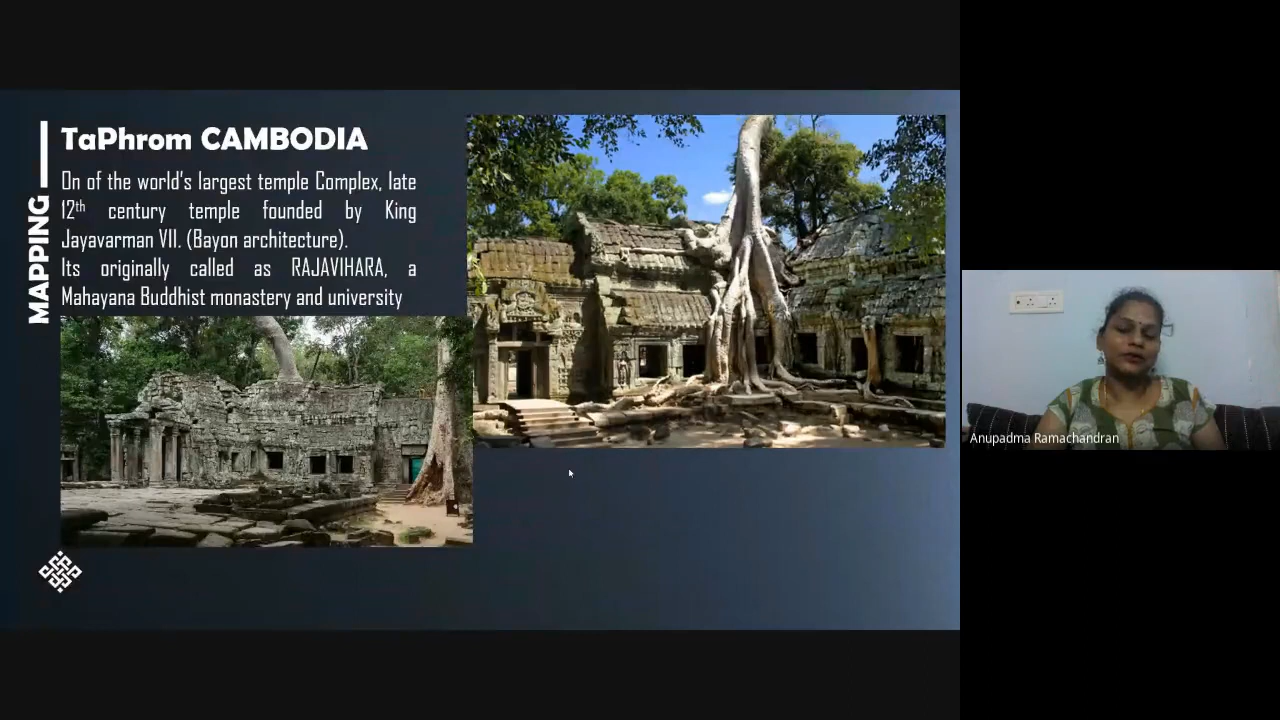 MAPPING
TaPhrom CAMBODIA
On of the world's largest temple Complex, late
12th century temple founded by King
Jayavarman VII. (Bayon architecture).
Its originally called as RAJAVIHARA, a
Mahayana Buddhist monastery and university
Anupadma Ramachandran